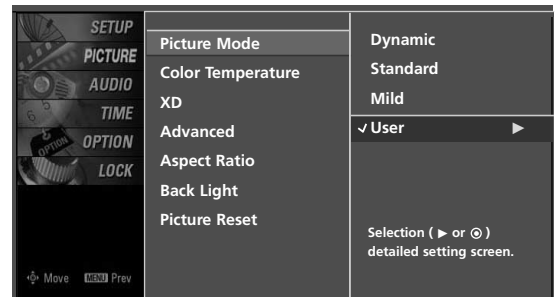 SETUP
PICTURE
AUDIO
TIME
OPTION
LOCK
Move MENU Prev
Picture Mode
Color Temperature
XD
Advanced
Aspect Ratio
Back Light
Picture Reset
Dynamic
Standard
Mild
✓ User ▶
Selection ( ▶ or ⊙ )
detailed setting screen.